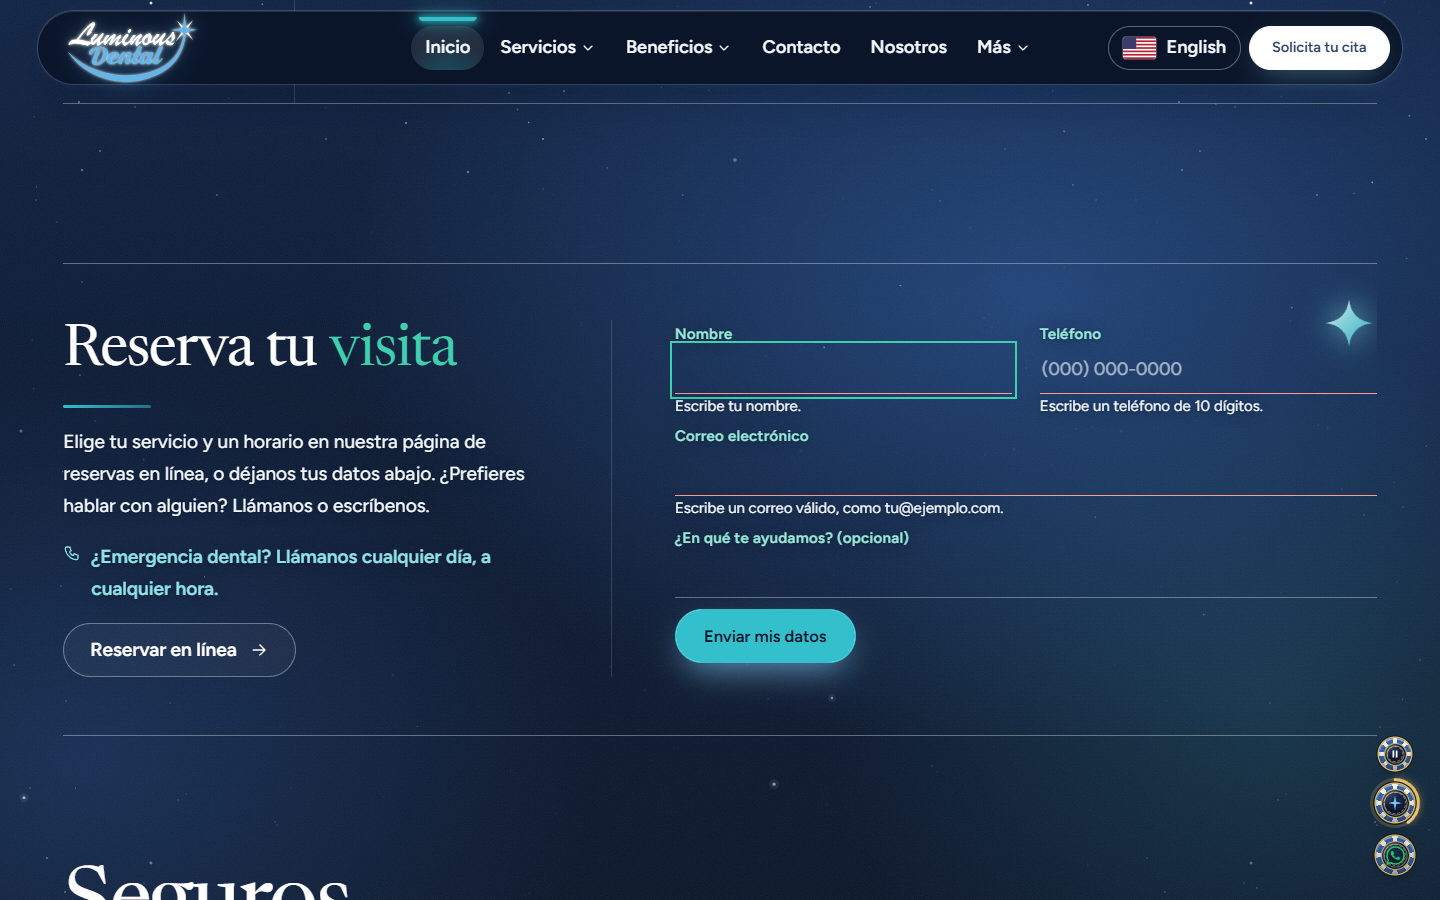 Luminous
Dental
Inicio
Servicios
Beneficios
Contacto
Nosotros
Más
English
Solicita tu cita
Reserva tu visita
Elige tu servicio y un horario en nuestra página de
reservas en línea, o déjanos tus datos abajo. ¿Prefieres
hablar con alguien? Llámanos o escríbenos.
¿Emergencia dental? Llámanos cualquier día, a
cualquier hora.
Reservar en línea
Nombre
Escribe tu nombre.
Teléfono
(000) 000-0000
Escribe un teléfono de 10 dígitos.
Correo electrónico
Escribe un correo válido, como tu@ejemplo.com.
¿En qué te ayudamos? (opcional)
Enviar mis datos
Seguros